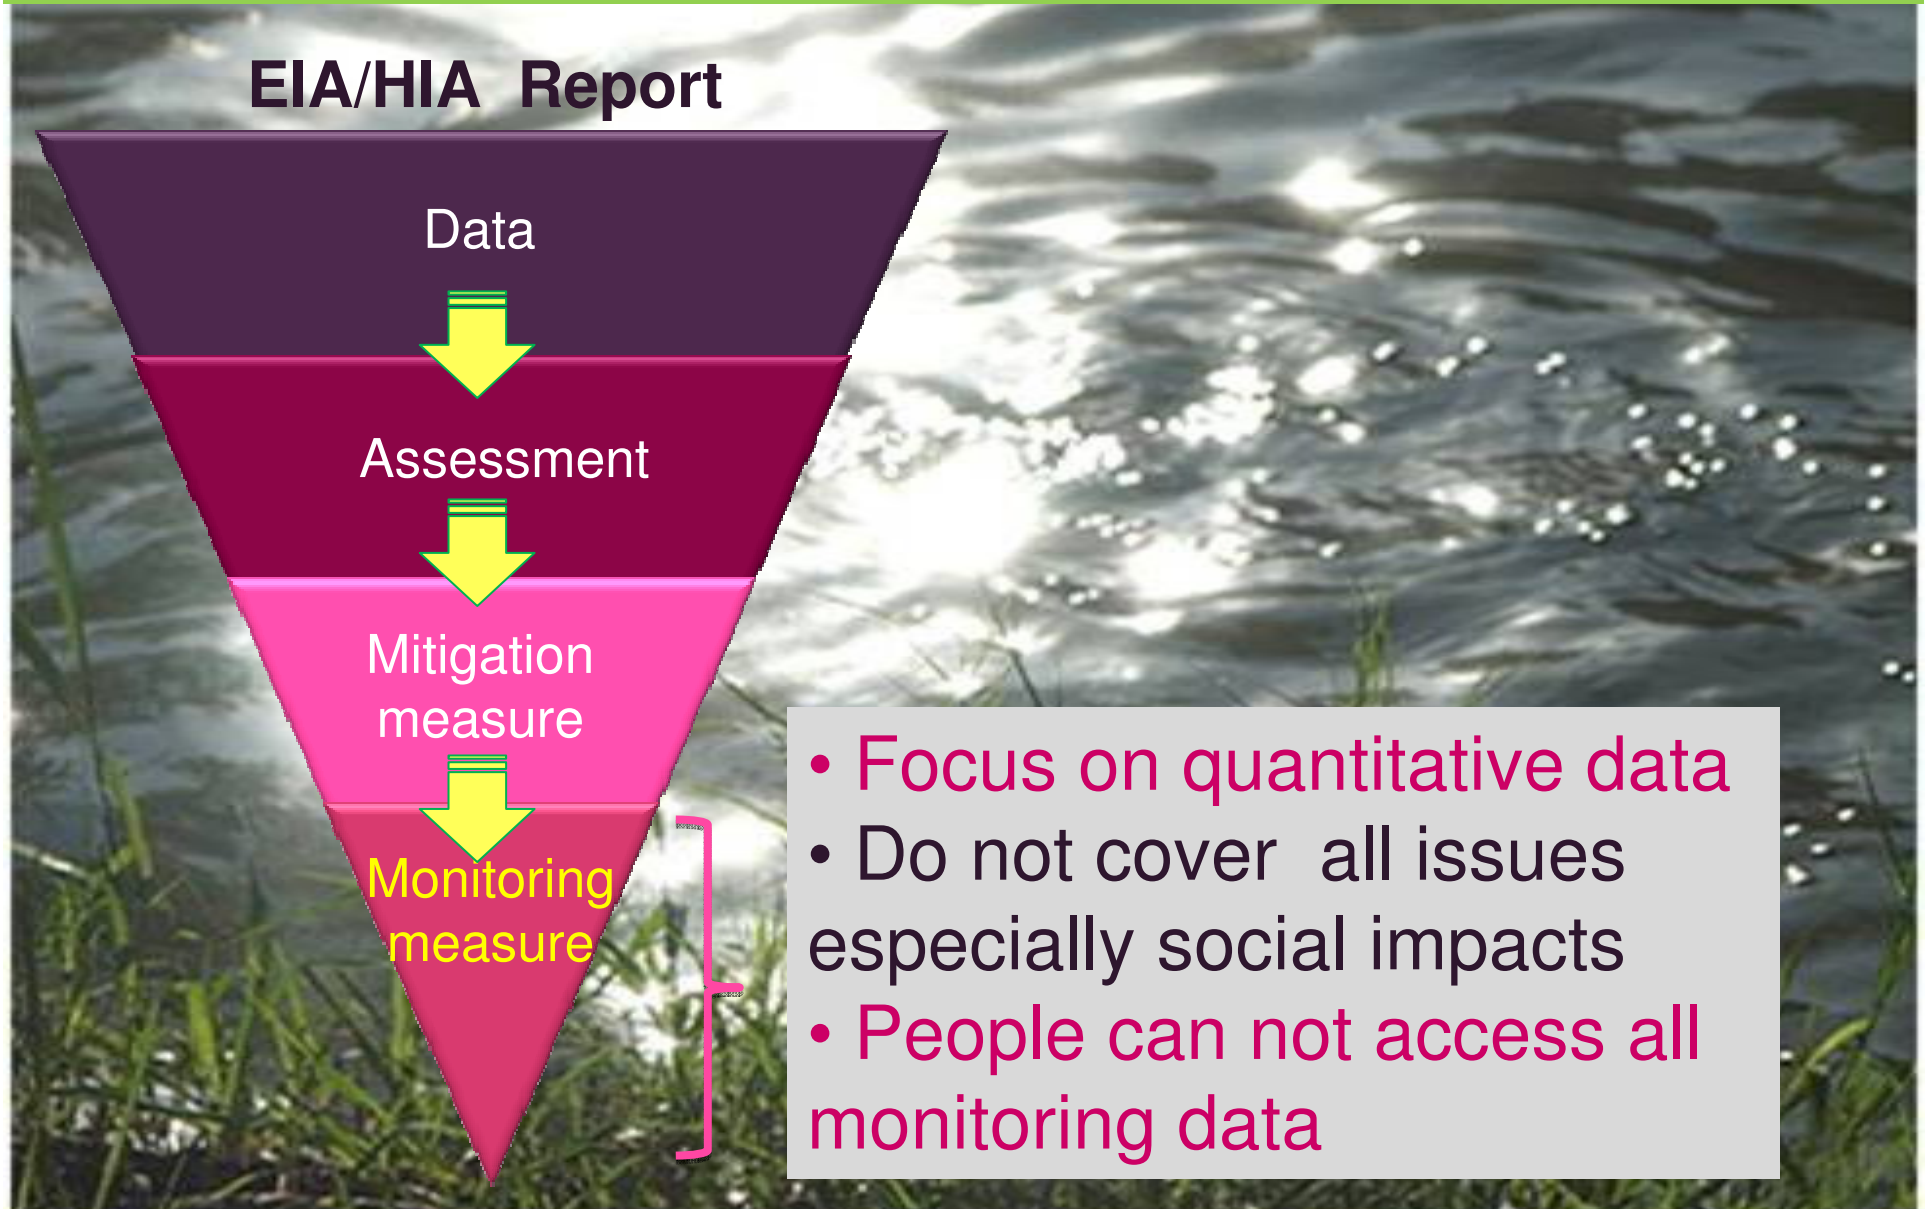 EIA/HIA Report
Data
Assessment
Mitigation
measure
Monitoring
measure
• Focus on quantitative data
• Do not cover all issues
especially social impacts
• People can not access all
monitoring data